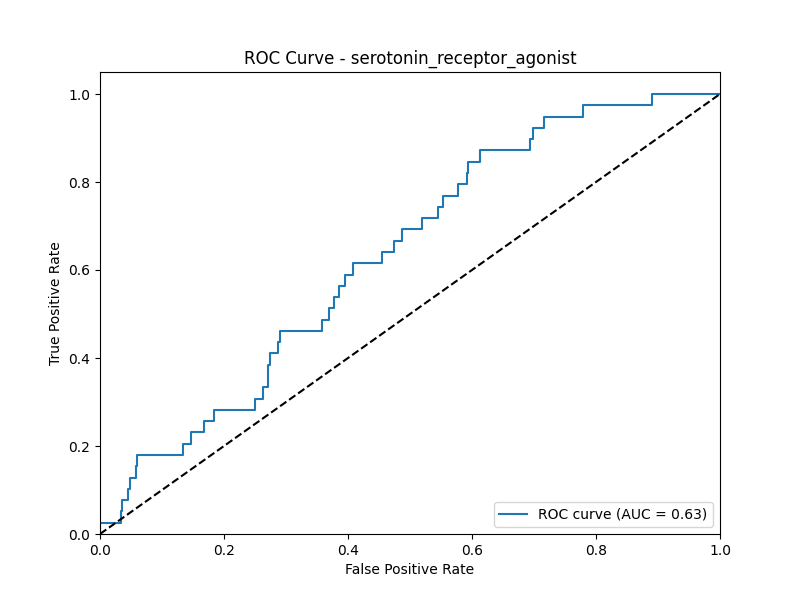 ROC Curve - serotonin_receptor_agonist
True Positive Rate
1.0
0.8
0.6
0.4
0.2
0.0
ROC curve (AUC = 0.63)
0.0 0.2 0.4 0.6 0.8 1.0
False Positive Rate